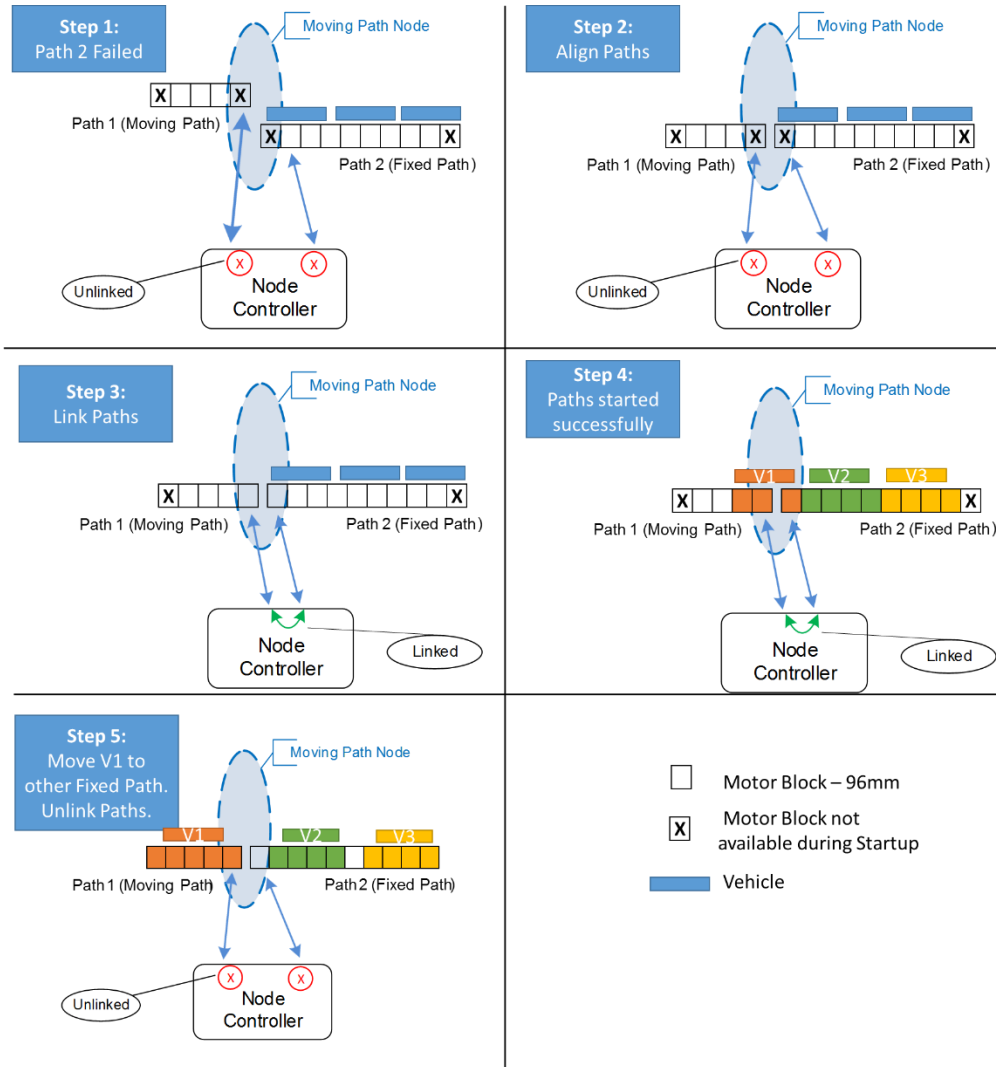 Step 1:
Path 2 Failed
Moving Path Node
X
X
Path 1 (Moving Path)
X
X
Path 2 (Fixed Path)
X
X
Unlinked
Node
Controller
Step 2:
Align Paths
Moving Path Node
X
X
X
X
Path 1 (Moving Path)
Path 2 (Fixed Path)
X
X
Unlinked
Node
Controller
Step 3:
Link Paths
Moving Path Node
X
X
Path 1 (Moving Path)
Path 2 (Fixed Path)
Node
Controller
Linked
Step 4:
Paths started
successfully
Moving Path Node
V1
V2
V3
X
X
Path 1 (Moving Path)
Path 2 (Fixed Path)
Node
Controller
Linked
Step 5:
Move V1 to
other Fixed Path.
Unlink Paths.
Moving Path Node
V1
V2
V3
Path 1 (Moving Path)
Path 2 (Fixed Path)
X
X
Unlinked
Node
Controller
Motor Block – 96mm
X
Motor Block not
available during Startup
Vehicle